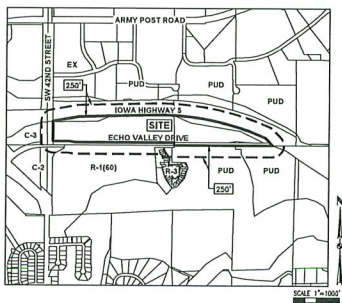 ARMY POST ROAD
SW 42ND STREET
EX
PUD
PUD
PUD
250'
IOWA HIGHWAY 5
SITE
C-3
ECHO VALLEY DRIVE
C-2
R-1(60)
R-3
PUD
PUD
250'
N
SCALE 1"=1000'